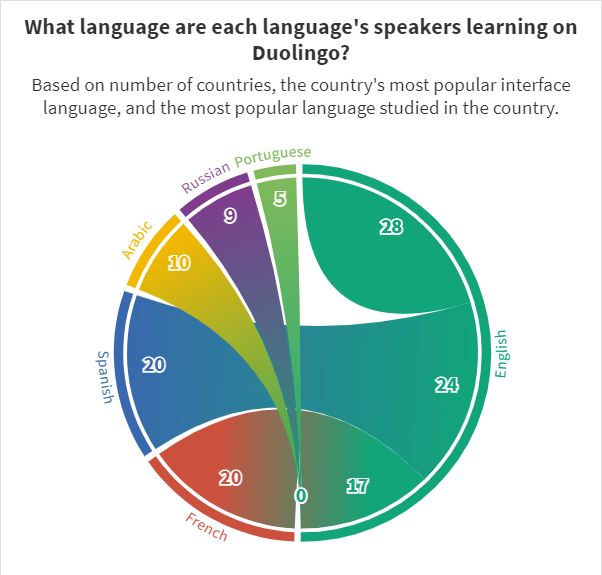 What language are each language's speakers learning on
Duolingo?
Based on number of countries, the country's most popular interface
language, and the most popular language studied in the country.
Portuguese
Russian
5
9
28
Arabic
10
English
Spanish
20
24
20
17
0
French